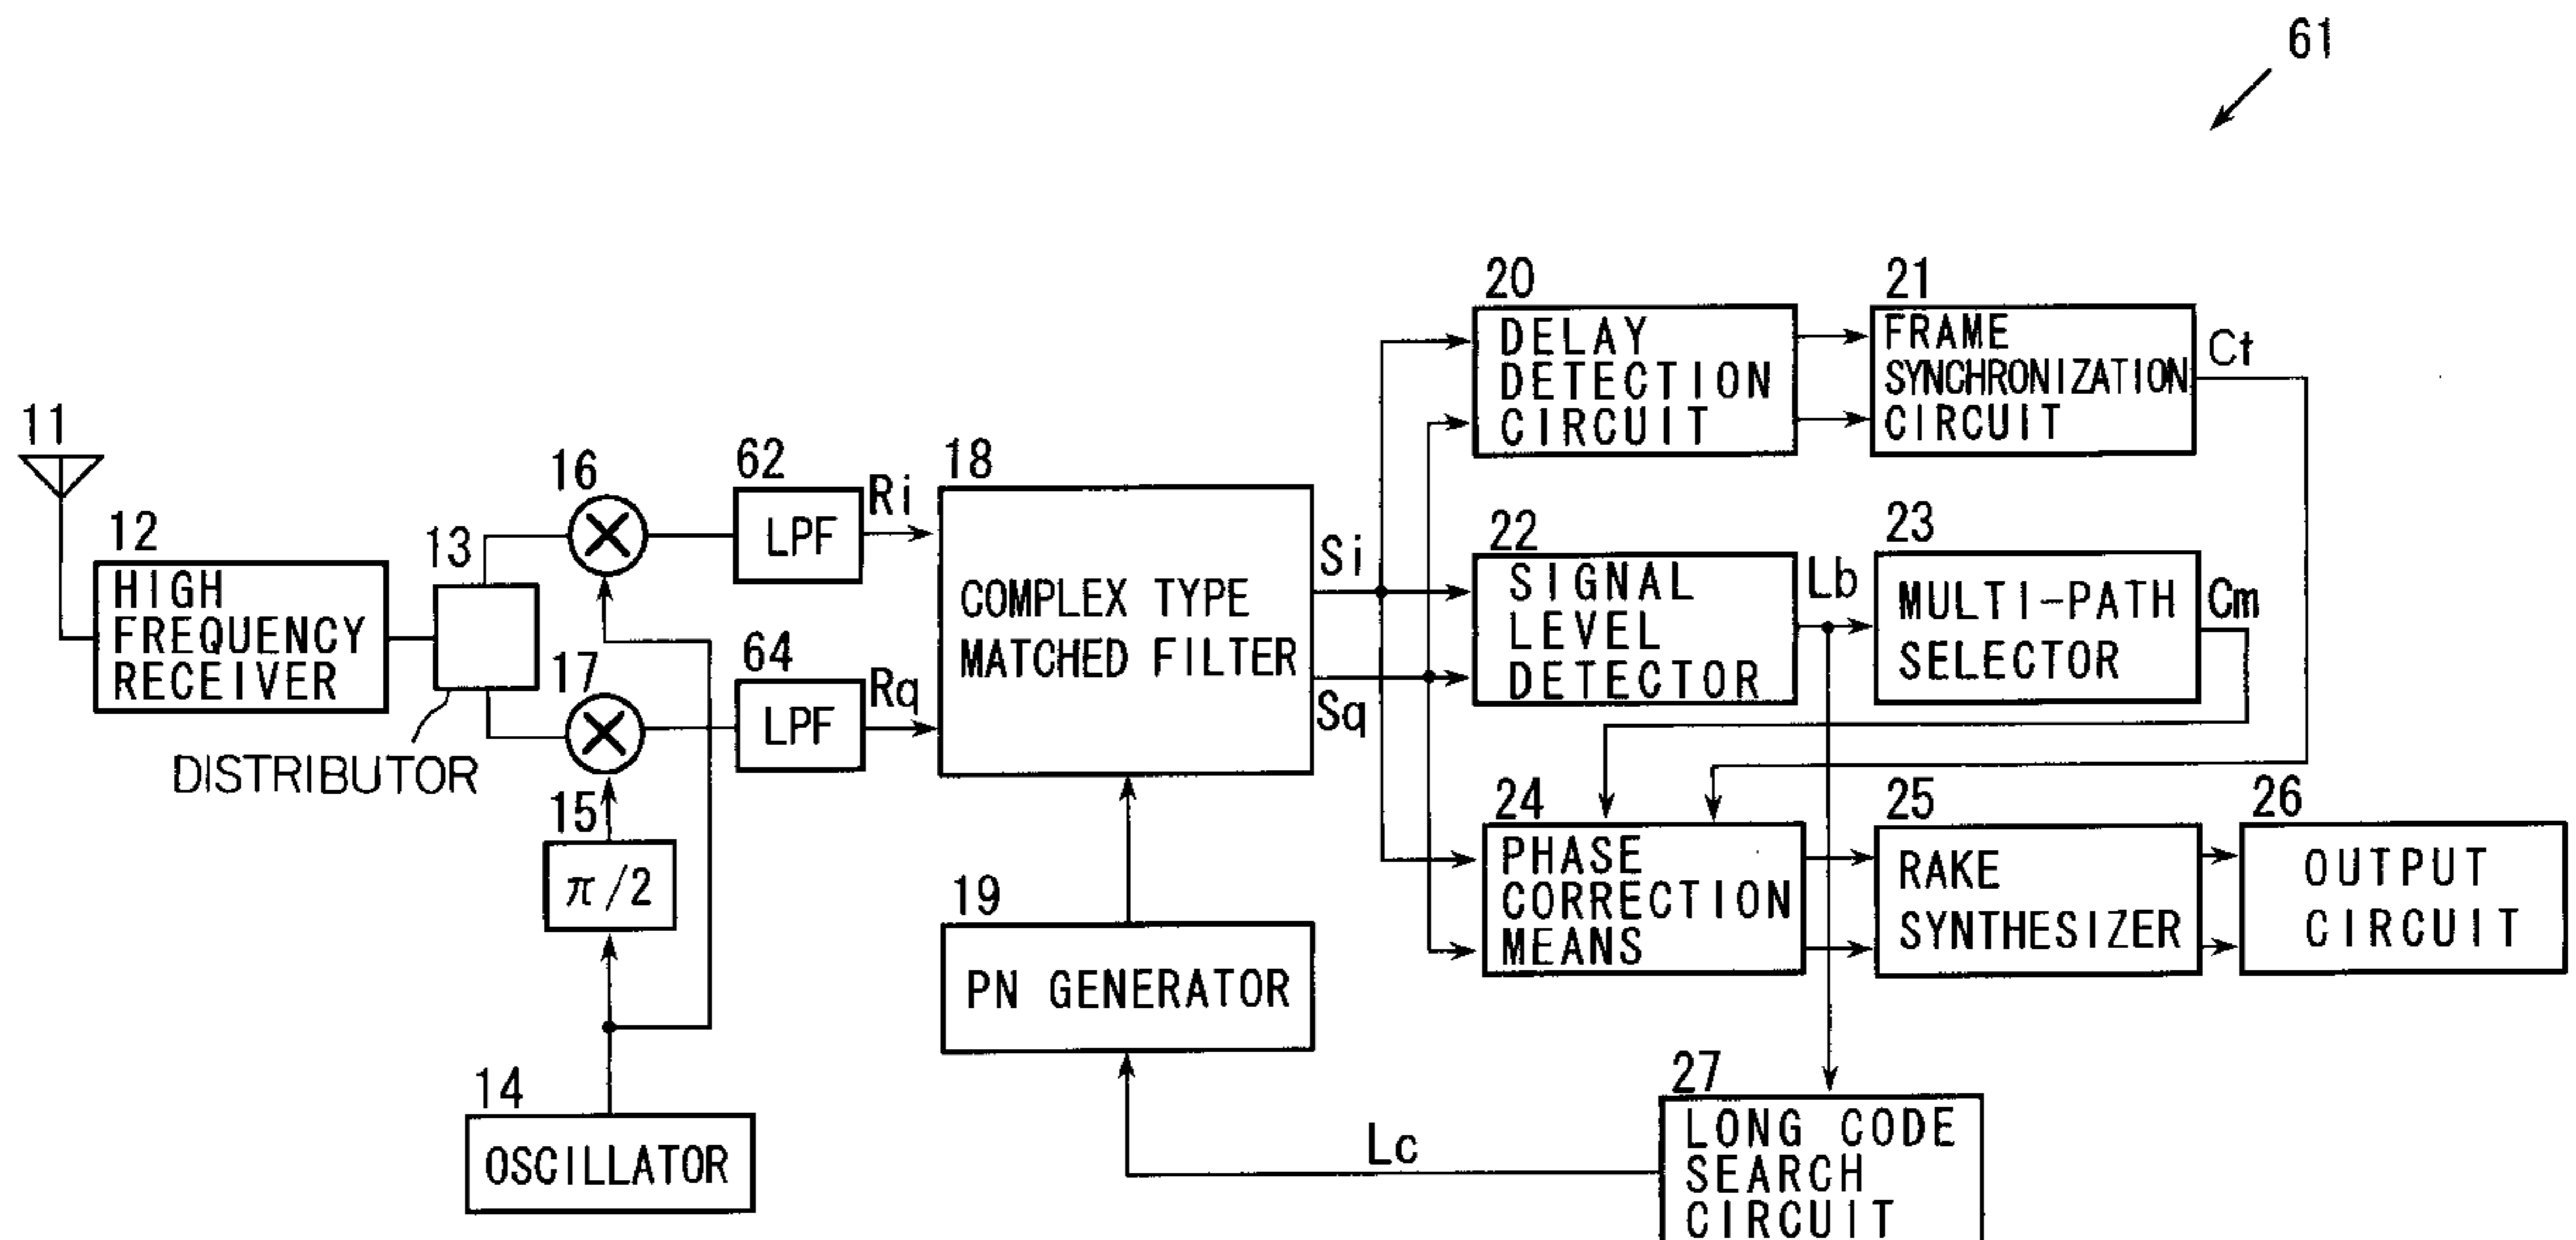 61
11
12
HIGH
FREQUENCY
RECEIVER
13
DISTRIBUTOR
16
17
15
π/2
14
OSCILLATOR
62
LPF
Ri
64
LPF
Rq
18
COMPLEX TYPE
MATCHED FILTER
19
PN GENERATOR
Si
Sq
20
DELAY
DETECTION
CIRCUIT
21
FRAME
SYNCHRONIZATION
CIRCUIT
Ct
22
SIGNAL
LEVEL
DETECTOR
Lb
23
MULTI-PATH
SELECTOR
Cm
24
PHASE
CORRECTION
MEANS
25
RAKE
SYNTHESIZER
26
OUTPUT
CIRCUIT
27
LONG CODE
SEARCH
CIRCUIT
Lc